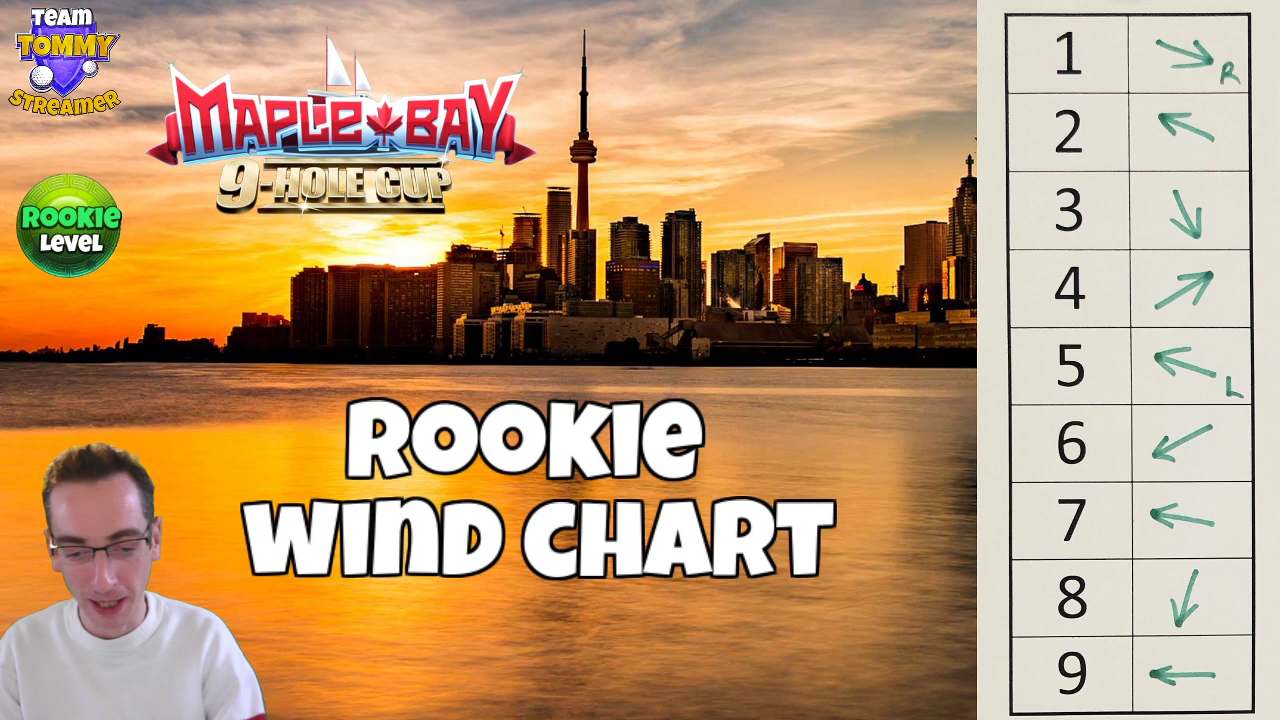 TEAM
TOMMY
STREAMER
MAPLE BAY
9-HOLE CUP
ROOKIE
LEVEL
ROOKIE
WIND CHART
1 R
2
3
4
5 L
6
7
8
9